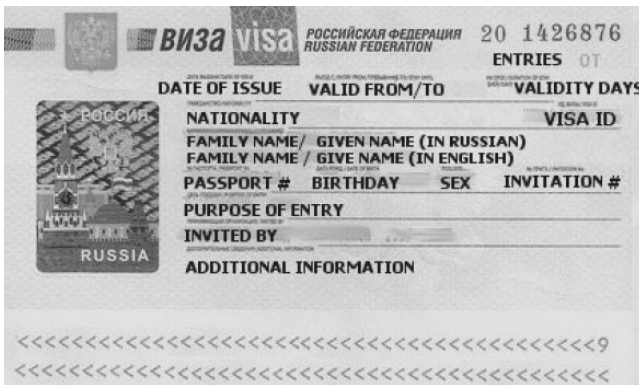 ВИЗА visa РОССИЙСКАЯ ФЕДЕРАЦИЯ 20 1426876
RUSSIAN FEDERATION
ENTRIES ОТ
DATE OF ISSUE VALID FROM/TO VALIDITY DAYS
NATIONALITY VISA ID
РОССИЯ
FAMILY NAME/ GIVEN NAME (IN RUSSIAN)
FAMILY NAME / GIVE NAME (IN ENGLISH)
PASSPORT # BIRTHDAY SEX INVITATION #
PURPOSE OF ENTRY
INVITED BY
RUSSIA
ADDITIONAL INFORMATION
<<<<<<<<<<<<<<<<<<<<<<<<<<<<<<<<<<9
<<<<<<<<<<<<<<<<<<<<<<<<<<<<<<<<<<<